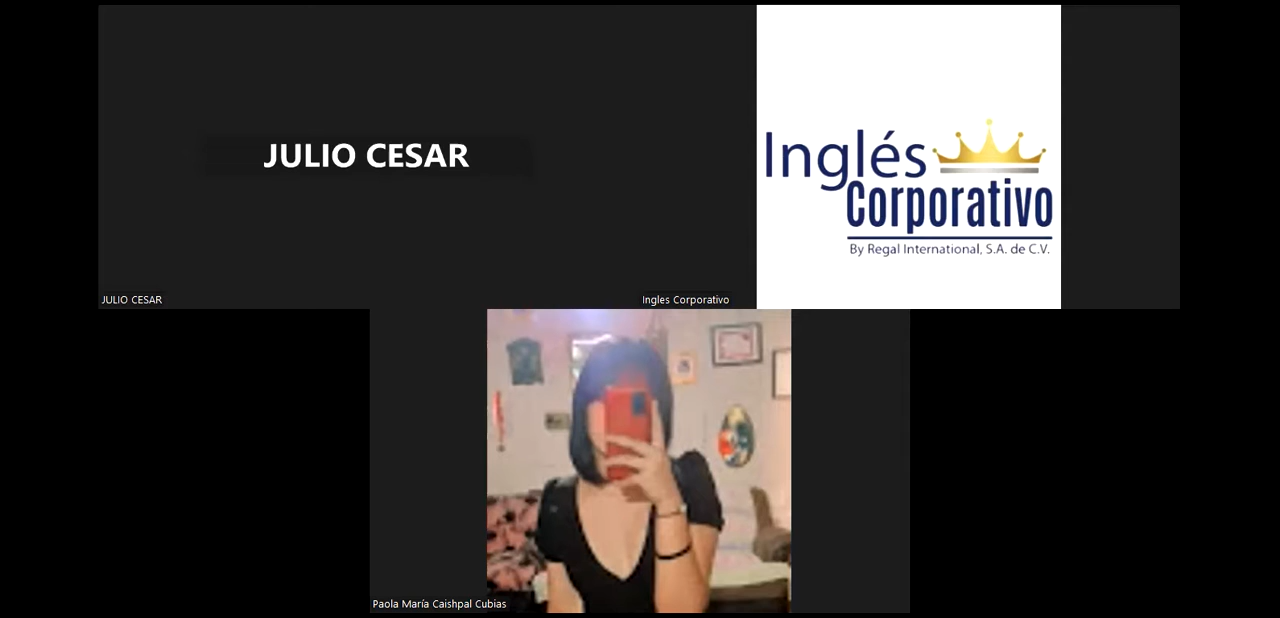 JULIO CESAR
JULIO CESAR
Inglés
Corporativo
By Regal International, S.A. de C.V.
Ingles Corporativo
Paola María Caishpal Cubias